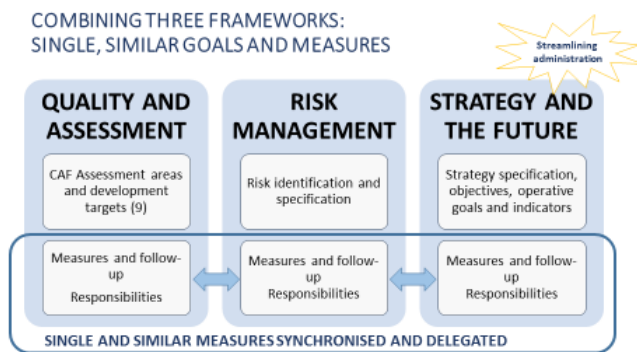 COMBINING THREE FRAMEWORKS:
SINGLE, SIMILAR GOALS AND MEASURES
Streamlining
administration
QUALITY AND
ASSESSMENT
CAF Assessment areas
and development
targets (9)
Measures and follow-
up
Responsibilities
RISK
MANAGEMENT
Risk identification and
specification
Measures and follow-
up
Responsibilities
STRATEGY AND
THE FUTURE
Strategy specification,
objectives, operative
goals and indicators
Measures and follow-
up
Responsibilities
SINGLE AND SIMILAR MEASURES SYNCHRONISED AND DELEGATED